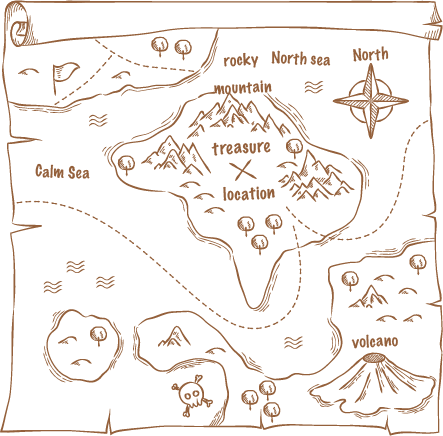 rocky
North sea
North
mountain
treasure
Calm Sea
location
volcano